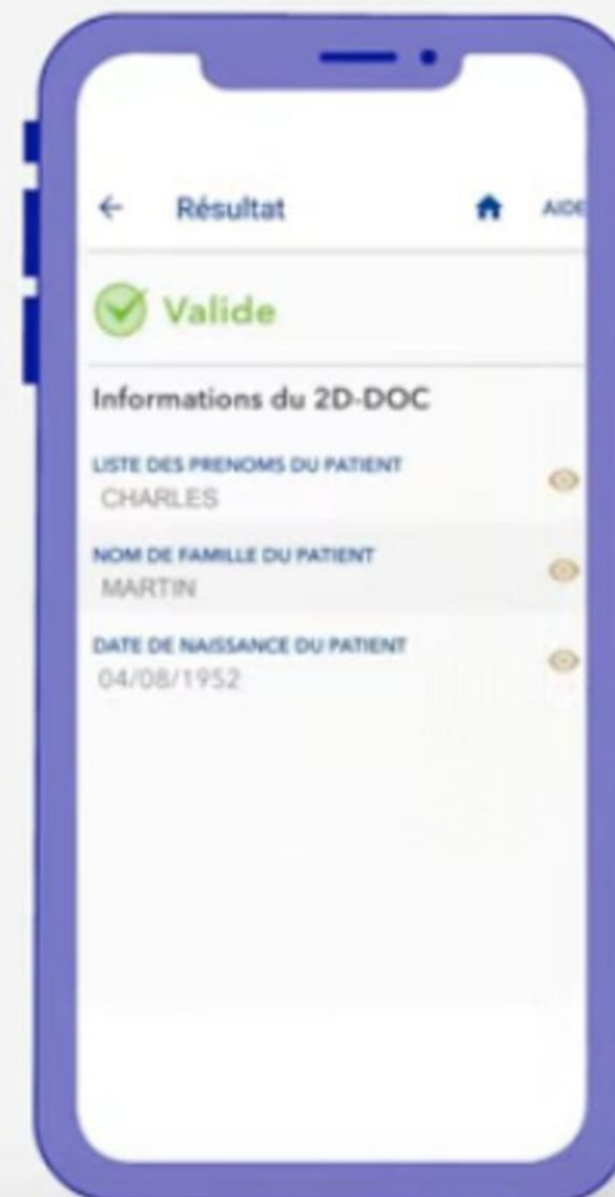 Résultat
AIDE
Valide
Informations du 2D-DOC
LISTE DES PRENOMS DU PATIENT
CHARLES
NOM DE FAMILLE DU PATIENT
MARTIN
DATE DE NAISSANCE DU PATIENT
04/08/1952